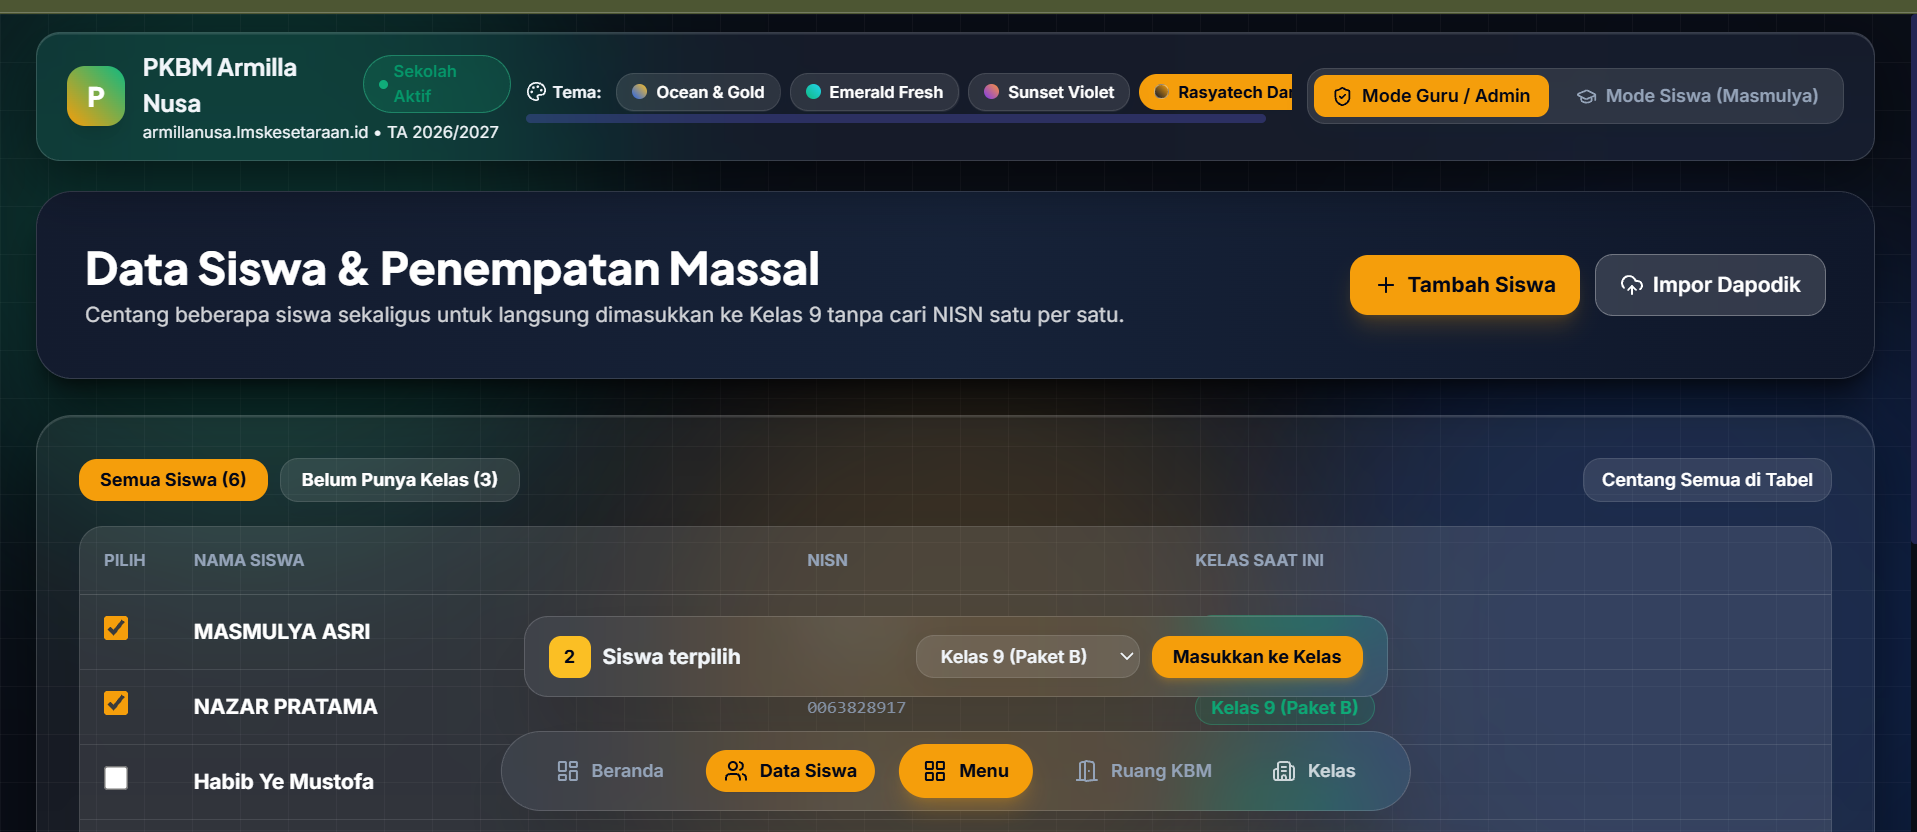 P
PKBM Armilla
Nusa
armillanusa.lmskesetaraan.id • TA 2026/2027
Sekolah
Aktif
Tema:
Ocean & Gold
Emerald Fresh
Sunset Violet
Rasyatech Dar
Mode Guru / Admin
Mode Siswa (Masmulya)
Data Siswa & Penempatan Massal
Centang beberapa siswa sekaligus untuk langsung dimasukkan ke Kelas 9 tanpa cari NISN satu per satu.
Tambah Siswa
Impor Dapodik
Semua Siswa (6)
Belum Punya Kelas (3)
Centang Semua di Tabel
PILIH NAMA SISWA NISN KELAS SAAT INI
MASMULYA ASRI
2 Siswa terpilih
Kelas 9 (Paket B)
Masukkan ke Kelas
NAZAR PRATAMA 0063828917 Kelas 9 (Paket B)
Habib Ye Mustofa
Beranda
Data Siswa
Menu
Ruang KBM
Kelas